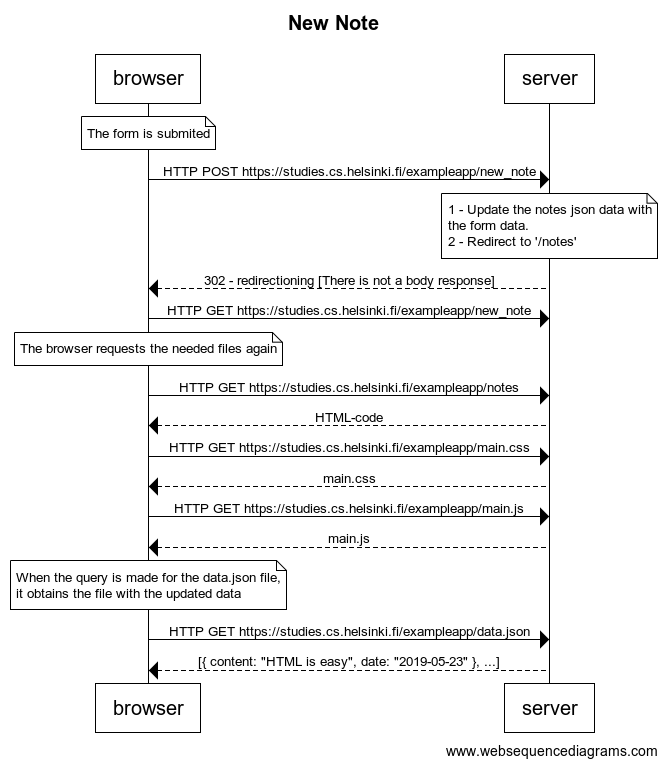 New Note
browser
server
The form is submited
HTTP POST https://studies.cs.helsinki.fi/exampleapp/new_note
1 - Update the notes json data with
the form data.
2 - Redirect to '/notes'
302 - redirectioning [There is not a body response]
HTTP GET https://studies.cs.helsinki.fi/exampleapp/new_note
The browser requests the needed files again
HTTP GET https://studies.cs.helsinki.fi/exampleapp/notes
HTML-code
HTTP GET https://studies.cs.helsinki.fi/exampleapp/main.css
main.css
HTTP GET https://studies.cs.helsinki.fi/exampleapp/main.js
main.js
When the query is made for the data.json file,
it obtains the file with the updated data
HTTP GET https://studies.cs.helsinki.fi/exampleapp/data.json
[{ content: "HTML is easy", date: "2019-05-23" }, ...]
browser
server
www.websequencediagrams.com